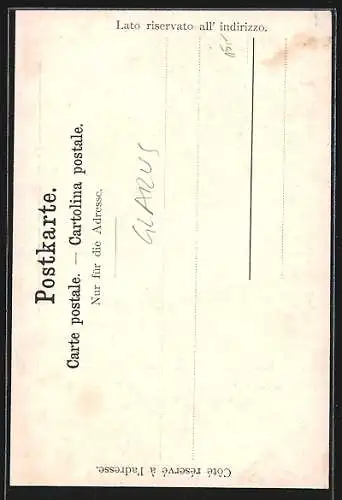 Postkarte.
Carte postale. — Cartolina postale.
Nur für die Adresse.
Lato riservato all' indirizzo.
Côté réservé à l'adresse.
GLARUS